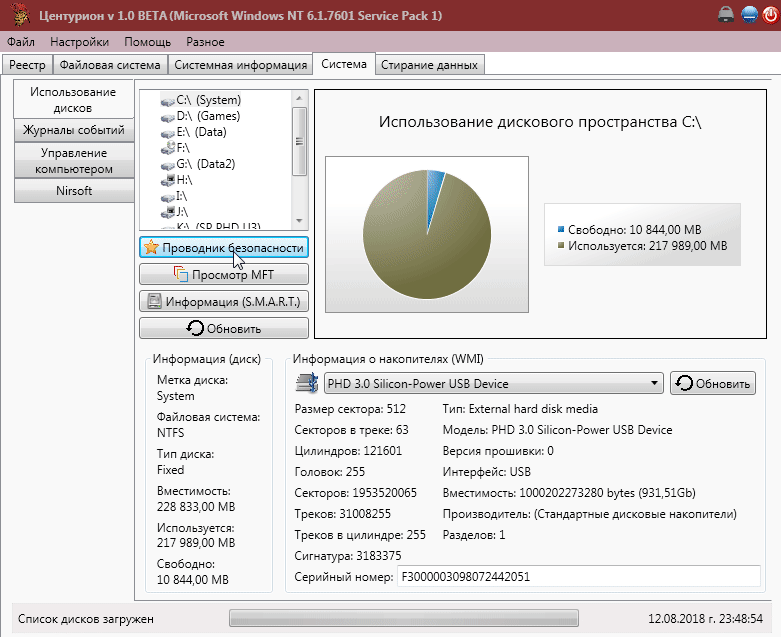 Центурион v 1.0 BETA (Microsoft Windows NT 6.1.7601 Service Pack 1)
Файл Настройки Помощь Разное
Реестр Файловая система Системная информация Система Стирание данных
Использование
дисков
Журналы событий
Управление
компьютером
Nirsoft
C:\ (System)
D:\ (Games)
E:\ (Data)
F:\
G:\ (Data2)
H:\
I:\
J:\
K:\ (SP PHD U3)
Проводник безопасности
Просмотр MFT
Информация (S.M.A.R.T.)
Обновить
Использование дискового пространства C:\
Свободно: 10 844,00 MB
Используется: 217 989,00 MB
Информация (диск)
Метка диска:
System
Файловая система:
NTFS
Тип диска:
Fixed
Вместимость:
228 833,00 MB
Используется:
217 989,00 MB
Свободно:
10 844,00 MB
Информация о накопителях (WMI)
PHD 3.0 Silicon-Power USB Device
Обновить
Размер сектора: 512
Секторов в треке: 63
Цилиндров: 121601
Головок: 255
Секторов: 1953520065
Треков: 31008255
Треков в цилиндре: 255
Сигнатура: 3183375
Серийный номер: F3000003098072442051
Тип: External hard disk media
Модель: PHD 3.0 Silicon-Power USB Device
Версия прошивки: 0
Интерфейс: USB
Вместимость: 1000202273280 bytes (931,51Gb)
Производитель: (Стандартные дисковые накопители)
Разделов: 1
Список дисков загружен
12.08.2018 г. 23:48:54